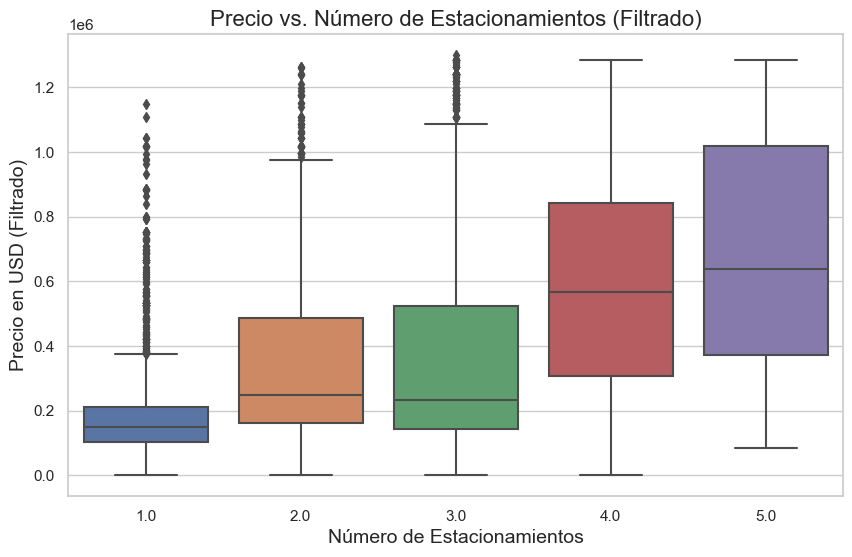 Precio vs. Número de Estacionamientos (Filtrado)
1e6
1.2
1.0
0.8
0.6
0.4
0.2
0.0
Precio en USD (Filtrado)
1.0 2.0 3.0 4.0 5.0
Número de Estacionamientos